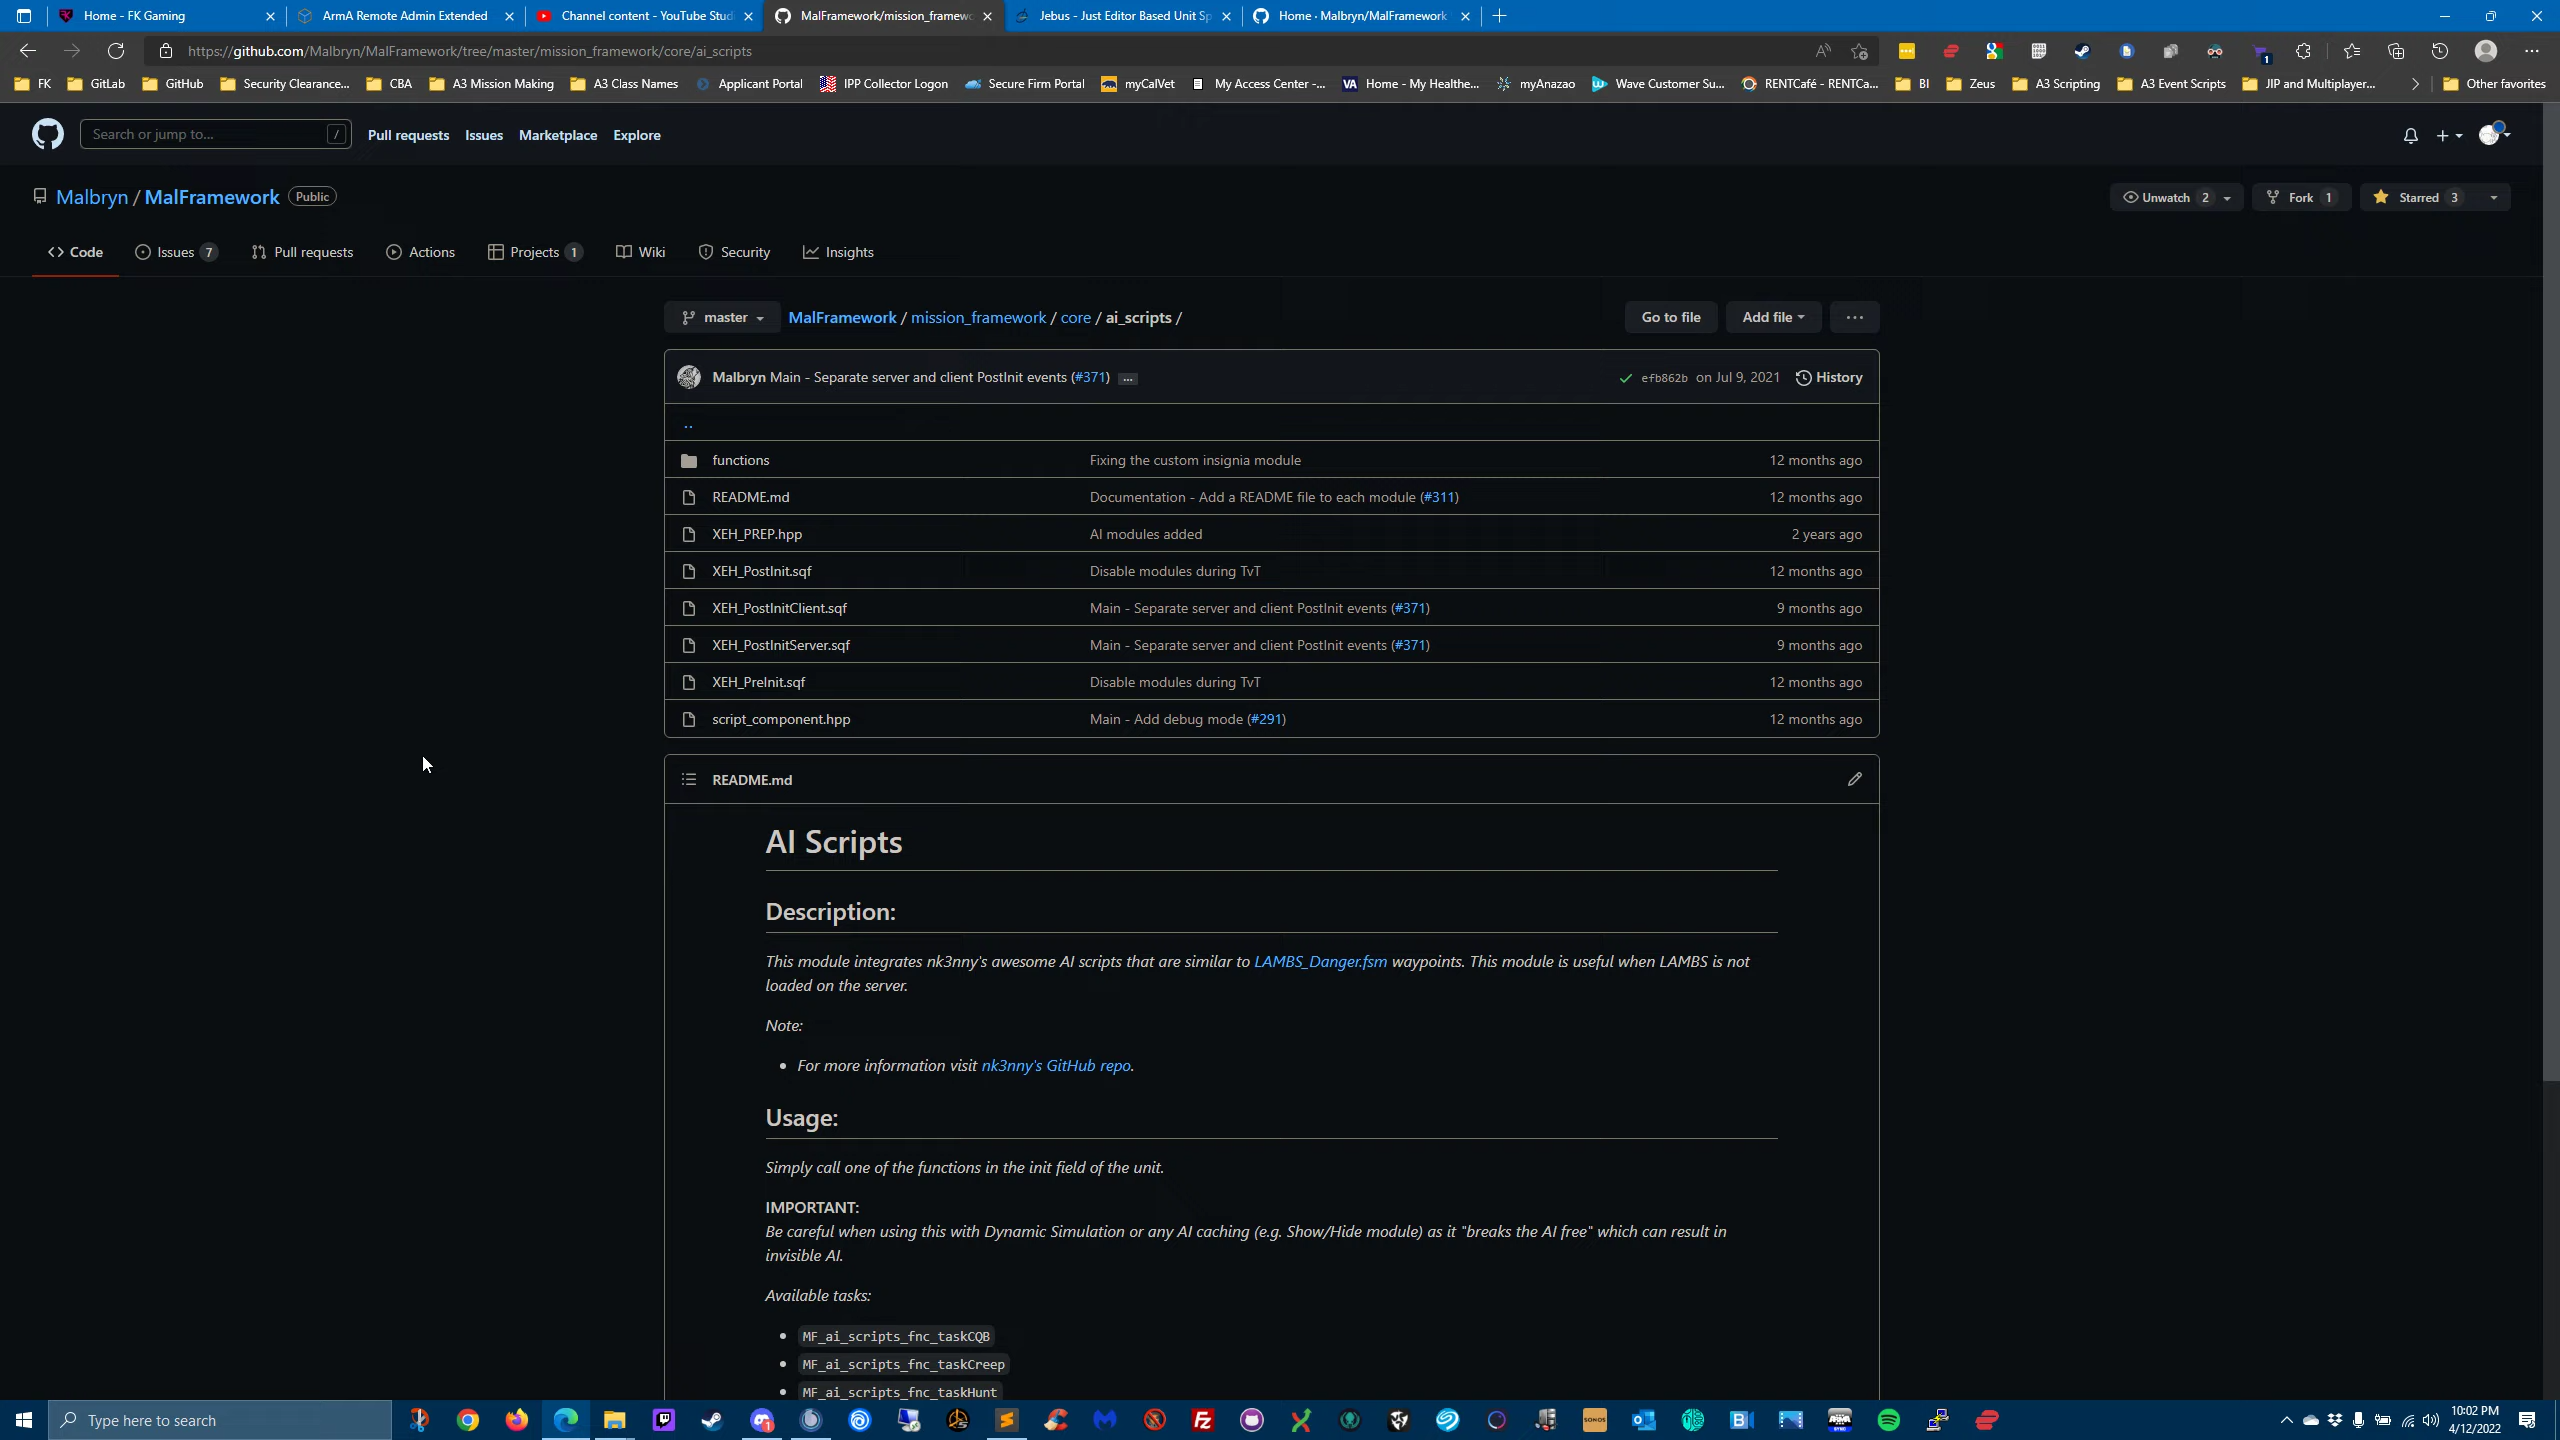 Home - FK Gaming
ArmA Remote Admin Extended
Channel content - YouTube Stud
MalFramework/mission_framewo
Jebus - Just Editor Based Unit Sp
Home · Malbryn/MalFramework
https://github.com/Malbryn/MalFramework/tree/master/mission_framework/core/ai_scripts
FK
GitLab
GitHub
Security Clearance...
CBA
A3 Mission Making
A3 Class Names
Applicant Portal
IPP Collector Logon
Secure Firm Portal
myCalVet
My Access Center -...
Home - My Healthe...
myAnazao
Wave Customer Su...
RENTCafé - RENTCa...
BI
Zeus
A3 Scripting
A3 Event Scripts
JIP and Multiplayer...
Other favorites
Search or jump to...
/
Pull requests
Issues
Marketplace
Explore
Malbryn / MalFramework Public
Unwatch 2
Fork 1
Starred 3
Code
Issues 7
Pull requests
Actions
Projects 1
Wiki
Security
Insights
master
MalFramework / mission_framework / core / ai_scripts /
Go to file
Add file
...
Malbryn Main - Separate server and client PostInit events (#371) ...
efb862b on Jul 9, 2021 History
..
functions Fixing the custom insignia module 12 months ago
README.md Documentation - Add a README file to each module (#311) 12 months ago
XEH_PREP.hpp AI modules added 2 years ago
XEH_PostInit.sqf Disable modules during TvT 12 months ago
XEH_PostInitClient.sqf Main - Separate server and client PostInit events (#371) 9 months ago
XEH_PostInitServer.sqf Main - Separate server and client PostInit events (#371) 9 months ago
XEH_PreInit.sqf Disable modules during TvT 12 months ago
script_component.hpp Main - Add debug mode (#291) 12 months ago
README.md
AI Scripts
Description:
This module integrates nk3nny's awesome AI scripts that are similar to LAMBS_Danger.fsm waypoints. This module is useful when LAMBS is not
loaded on the server.
Note:
• For more information visit nk3nny's GitHub repo.
Usage:
Simply call one of the functions in the init field of the unit.
IMPORTANT:
Be careful when using this with Dynamic Simulation or any AI caching (e.g. Show/Hide module) as it "breaks the AI free" which can result in
invisible AI.
Available tasks:
• MF_ai_scripts_fnc_taskCQB
• MF_ai_scripts_fnc_taskCreep
• MF_ai_scripts_fnc_taskHunt
Type here to search
SONOS
10:02 PM
4/12/2022